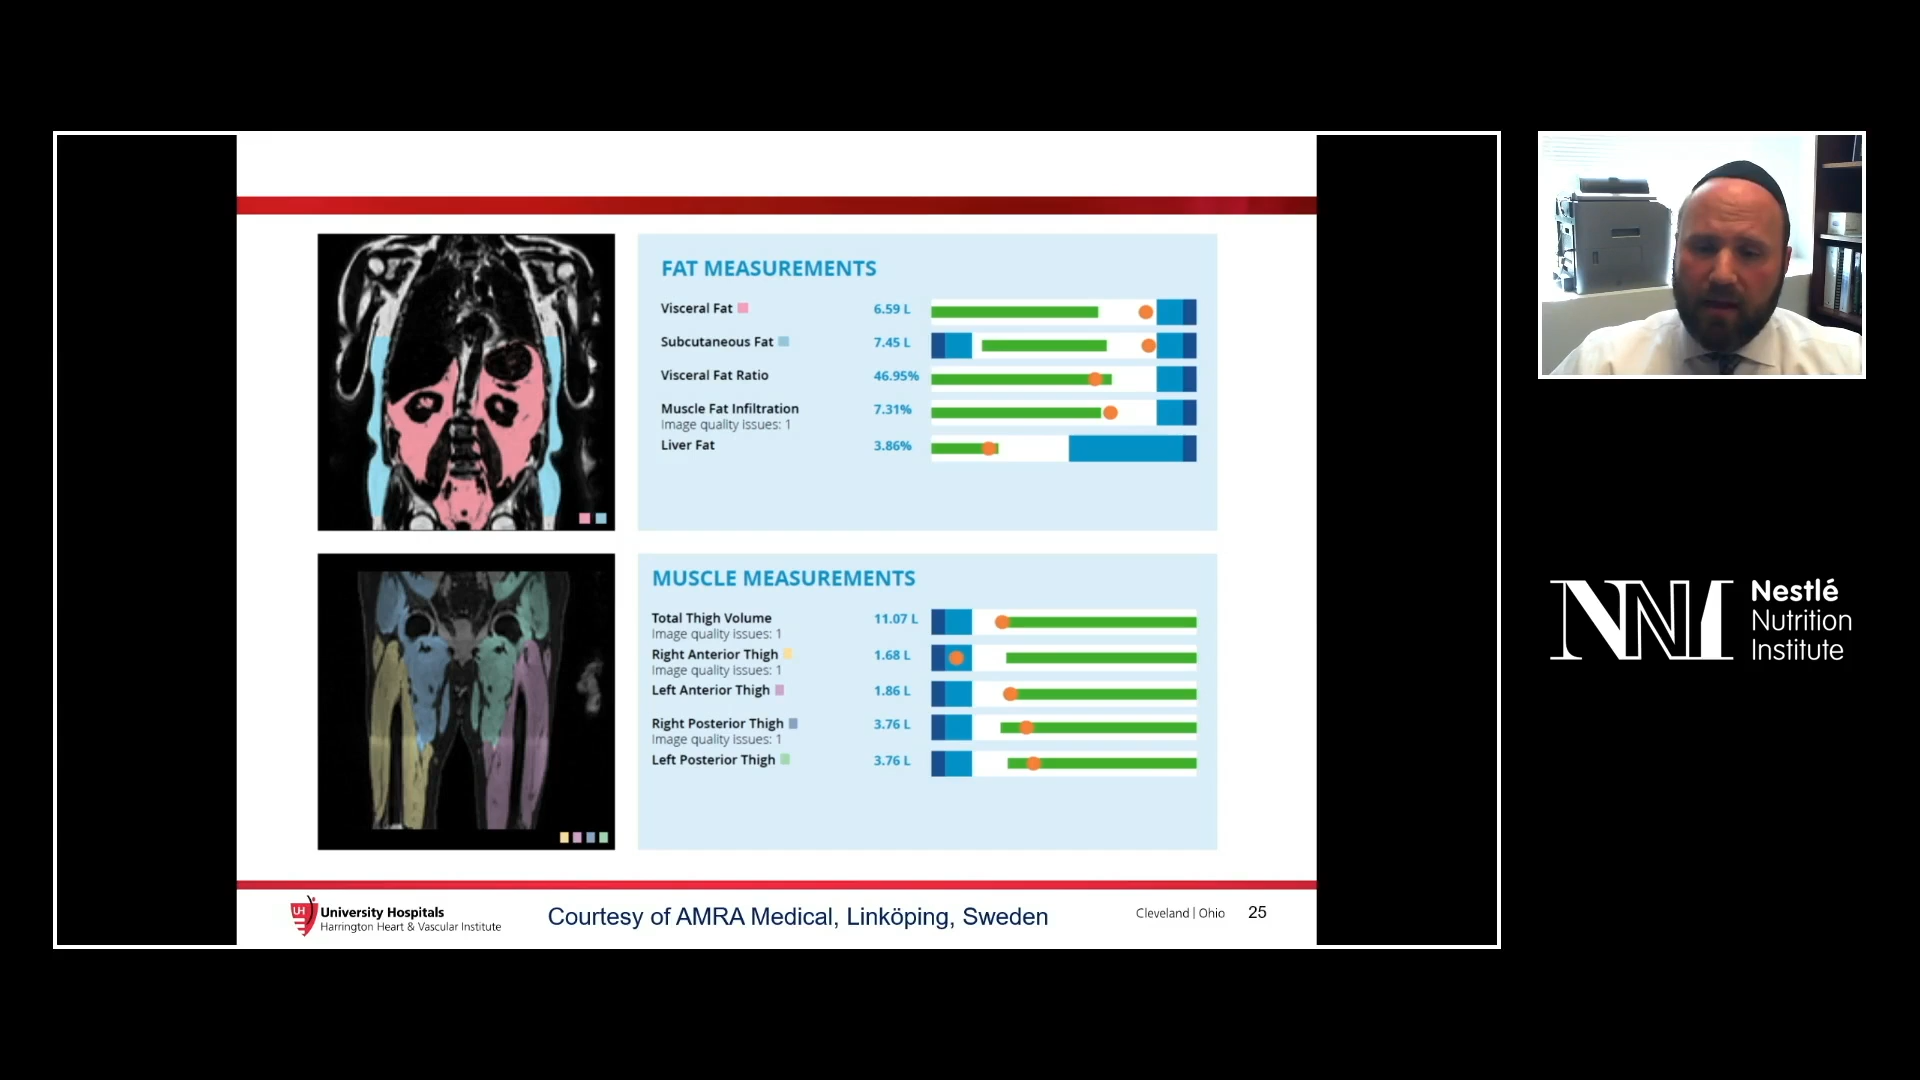 FAT MEASUREMENTS
Visceral Fat 6.59 L
Subcutaneous Fat 7.45 L
Visceral Fat Ratio 46.95%
Muscle Fat Infiltration 7.31%
Image quality issues: 1
Liver Fat 3.86%
MUSCLE MEASUREMENTS
Total Thigh Volume 11.07 L
Image quality issues: 1
Right Anterior Thigh 1.68 L
Image quality issues: 1
Left Anterior Thigh 1.86 L
Right Posterior Thigh 3.76 L
Image quality issues: 1
Left Posterior Thigh 3.76 L
UH
University Hospitals
Harrington Heart & Vascular Institute
Courtesy of AMRA Medical, Linköping, Sweden
Cleveland | Ohio 25
NNI
Nestlé
Nutrition
Institute